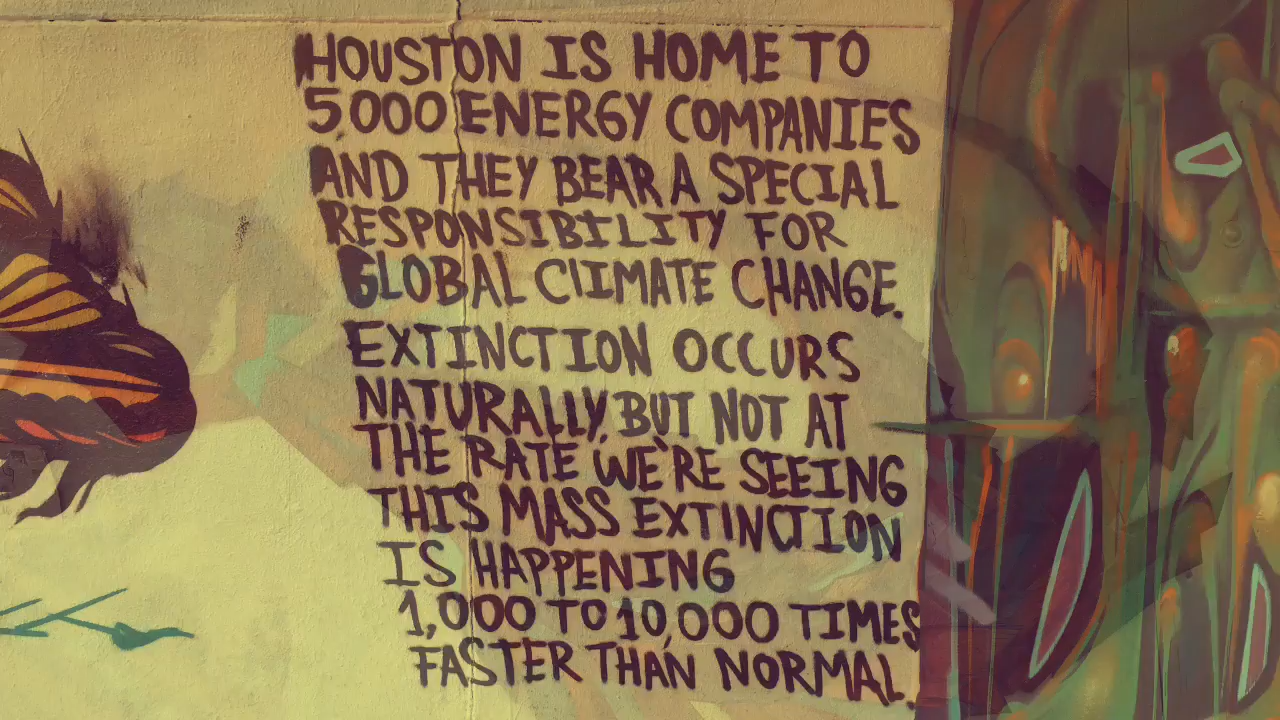 HOUSTON IS HOME TO
5,000 ENERGY COMPANIES
AND THEY BEAR A SPECIAL
RESPONSIBILITY FOR
GLOBAL CLIMATE CHANGE.
EXTINCTION OCCURS
NATURALLY, BUT NOT AT
THE RATE WE'RE SEEING
THIS MASS EXTINCTION
IS HAPPENING
1,000 TO 10,000 TIMES
FASTER THAN NORMAL.